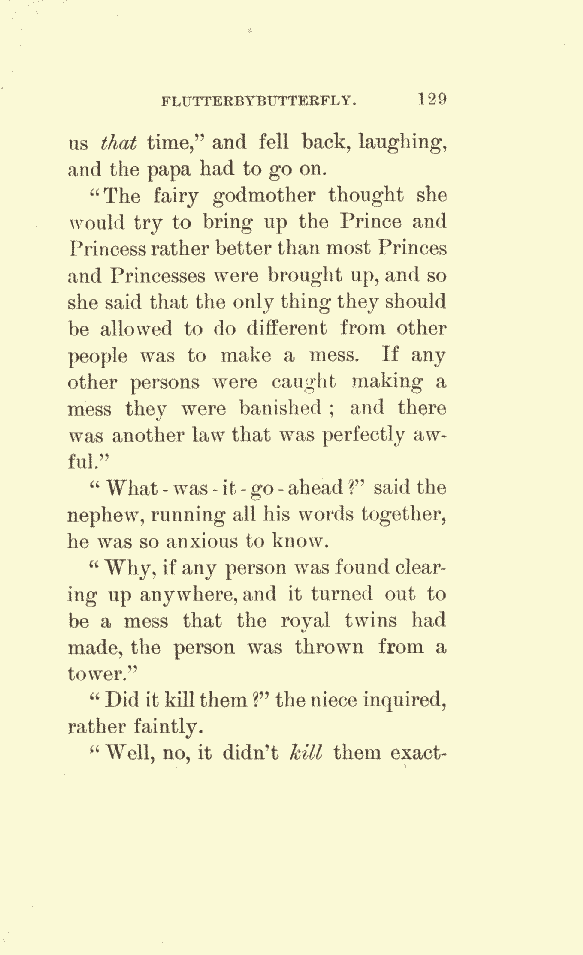 FLUTTERBYBUTTERFLY. 129
us that time,” and fell back, laughing,
and the papa had to go on.
“The fairy godmother thought she
would try to bring up the Prince and
Princess rather better than most Princes
and Princesses were brought up, and so
she said that the only thing they should
be allowed to do different from other
people was to make a mess. If any
other persons were caught making a
mess they were banished ; and there
was another law that was perfectly aw-
ful.”
“ What - was - it - go - ahead ?” said the
nephew, running all his words together,
he was so anxious to know.
“ Why, if any person was found clear-
ing up anywhere, and it turned out to
be a mess that the royal twins had
made, the person was thrown from a
tower.”
“ Did it kill them ?” the niece inquired,
rather faintly.
“ Well, no, it didn’t kill them exact-